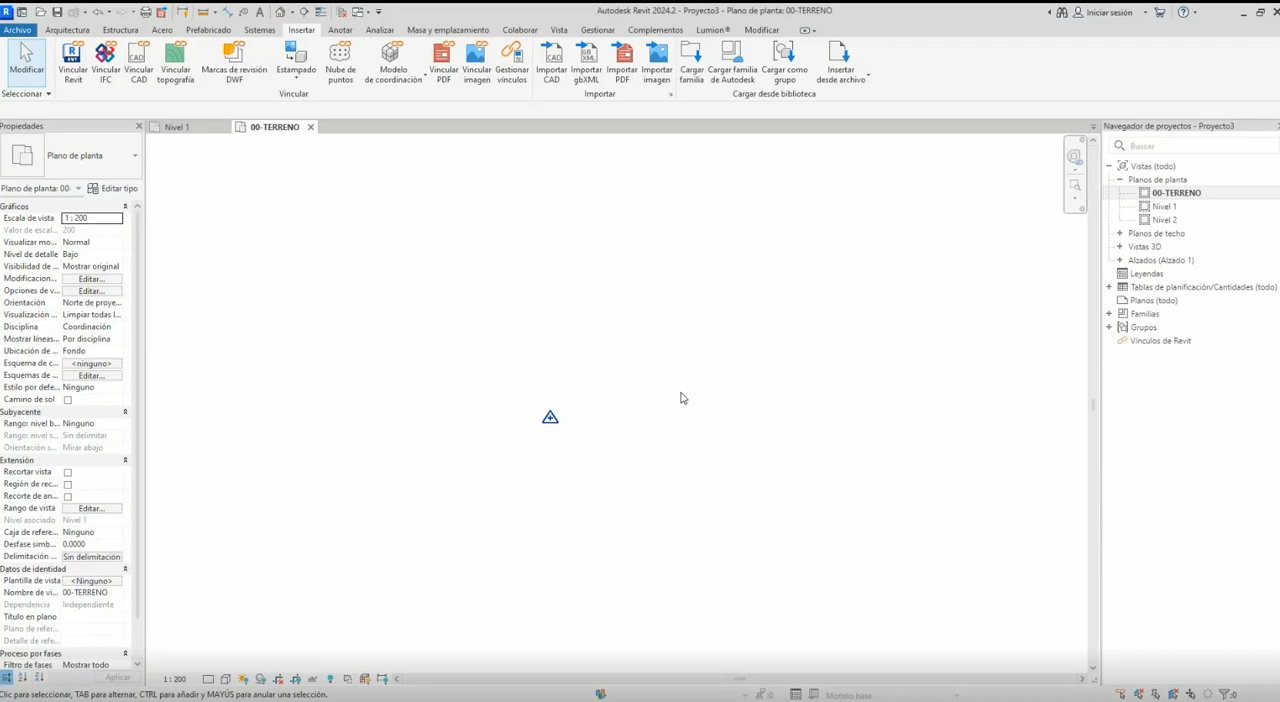 Autodesk Revit 2024.2 - Proyecto3 - Plano de planta: 00-TERRENO
Iniciar sesión
Archivo Arquitectura Estructura Acero Prefabricado Sistemas Insertar Anotar Analizar Masa y emplazamiento Colaborar Vista Gestionar Complementos Lumion® Modificar
Modificar
Vincular Revit
Vincular IFC
Vincular CAD
Vincular topografía
Marcas de revisión DWF
Estampado
Nube de puntos
Modelo de coordinación
Vincular PDF
Vincular imagen
Gestionar vínculos
Importar CAD
Importar gbXML
Importar PDF
Importar imagen
Cargar familia
Cargar familia de Autodesk
Cargar como grupo
Insertar desde archivo
Seleccionar
Vincular
Importar
Cargar desde biblioteca
Propiedades
Nivel 1
00-TERRENO
Plano de planta
Plano de planta: 00-
Editar tipo
Gráficos
Escala de vista 1 : 200
Valor de escal... 200
Visualizar mo... Normal
Nivel de detalle Bajo
Visibilidad de ... Mostrar original
Modificacion... Editar...
Opciones de v... Editar...
Orientación Norte de proye...
Visualización ... Limpiar todas l...
Disciplina Coordinación
Mostrar líneas... Por disciplina
Ubicación de ... Fondo
Esquema de c... <ninguno>
Esquemas de ... Editar...
Estilo por defe... Ninguno
Camino de sol
Subyacente
Rango: nivel b... Ninguno
Rango: nivel s... Sin delimitar
Orientación s... Mirar abajo
Extensión
Recortar vista
Región de rec...
Recorte de an...
Rango de vista Editar...
Nivel asociado Nivel 1
Caja de refere... Ninguno
Desfase simb... 0.0000
Delimitación ... Sin delimitación
Datos de identidad
Plantilla de vista <Ninguno>
Nombre de vi... 00-TERRENO
Dependencia Independiente
Título en plano
Plano de refer...
Detalle de refe...
Proceso por fases
Filtro de fases Mostrar todo
Aplicar
1 : 200
Clic para seleccionar, TAB para alternar, CTRL para añadir y MAYÚS para anular una selección.
:0
Modelo base
:0
Navegador de proyectos - Proyecto3
Buscar
Vistas (todo)
Planos de planta
00-TERRENO
Nivel 1
Nivel 2
Planos de techo
Vistas 3D
Alzados (Alzado 1)
Leyendas
Tablas de planificación/Cantidades (todo)
Planos (todo)
Familias
Grupos
Vínculos de Revit